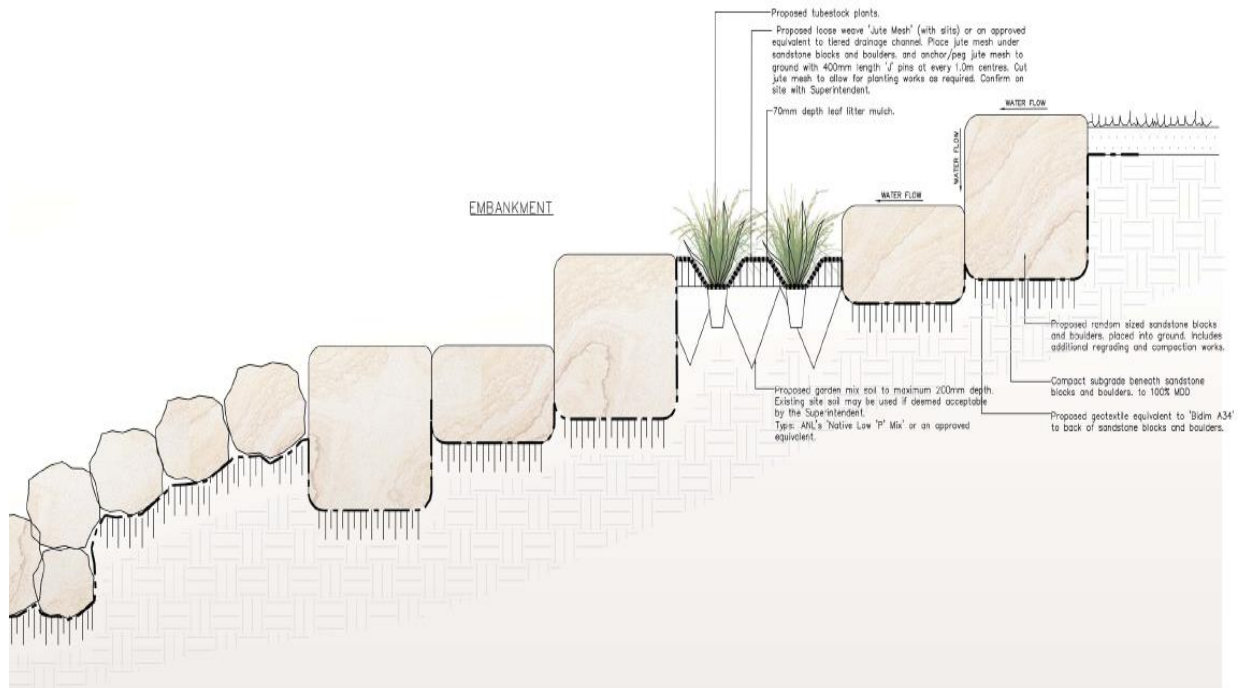 Proposed tubestock plants.
Proposed loose weave 'Jute Mesh' (with slits) or an approved
equivalent to tiered drainage channel. Place jute mesh under
sandstone blocks and boulders, and anchor/peg jute mesh to
ground with 400mm length 'J' pins at every 1.0m centres. Cut
jute mesh to allow for planting works as required. Confirm on
site with Superintendent.
70mm depth leaf litter mulch.
WATER FLOW
WATER FLOW
WATER FLOW
EMBANKMENT
Proposed random sized sandstone blocks
and boulders, placed into ground. Includes
additional regrading and compaction works.
Compact subgrade beneath sandstone
blocks and boulders, to 100% MDD
Proposed geotextile equivalent to 'Bidim A34'
to back of sandstone blocks and boulders.
Proposed garden mix soil to maximum 200mm depth.
Existing site soil may be used if deemed acceptable
by the Superintendent.
Type: ANL's 'Native Low 'P' Mix' or an approved
equivalent.